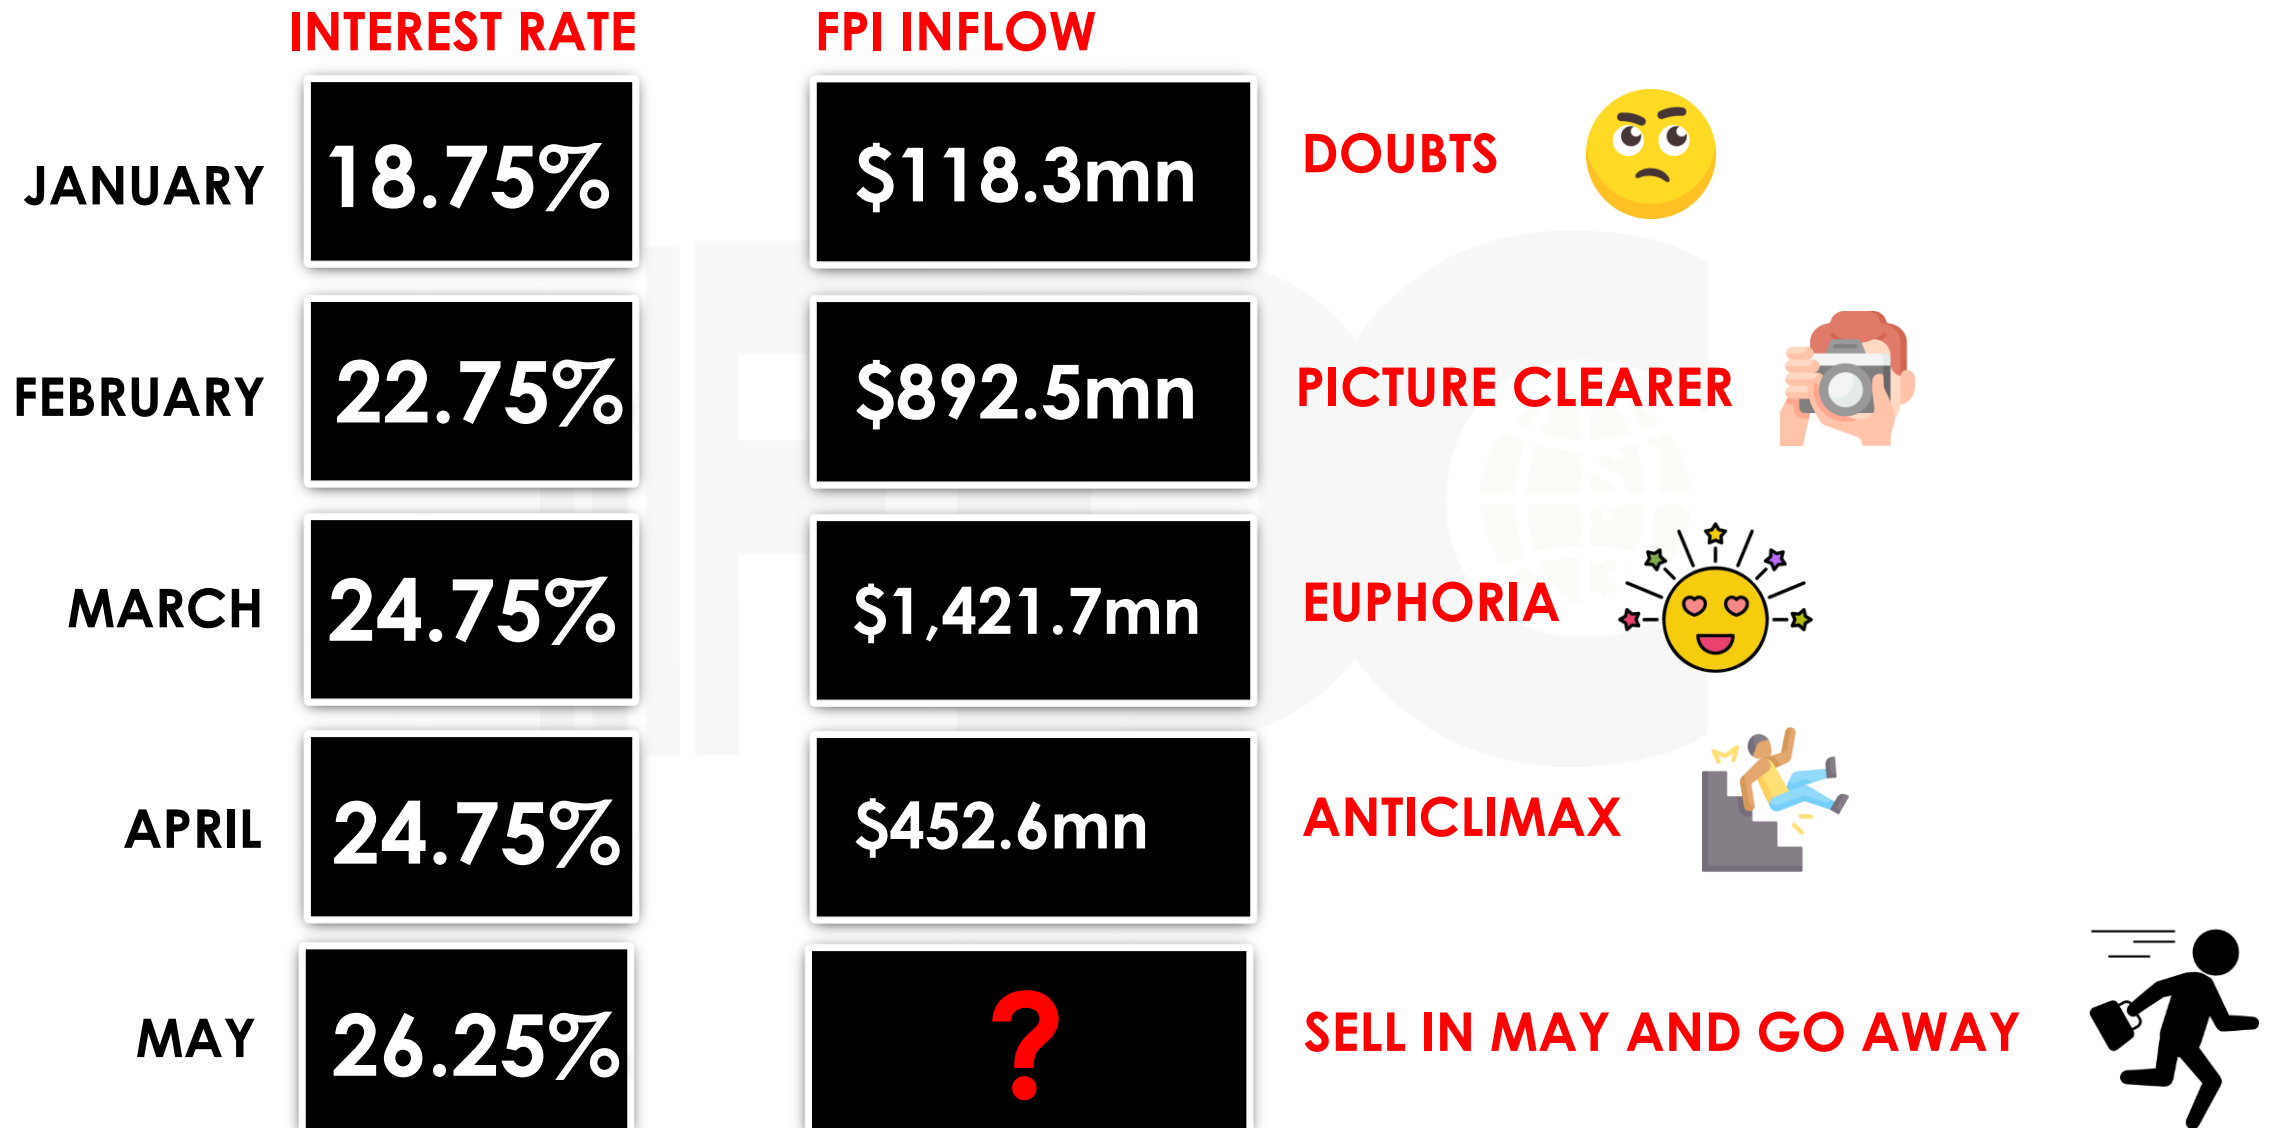 INTEREST RATE FPI INFLOW
JANUARY 18.75% $118.3mn DOUBTS
FEBRUARY 22.75% $892.5mn PICTURE CLEARER
MARCH 24.75% $1,421.7mn EUPHORIA
APRIL 24.75% $452.6mn ANTICLIMAX
MAY 26.25% ? SELL IN MAY AND GO AWAY